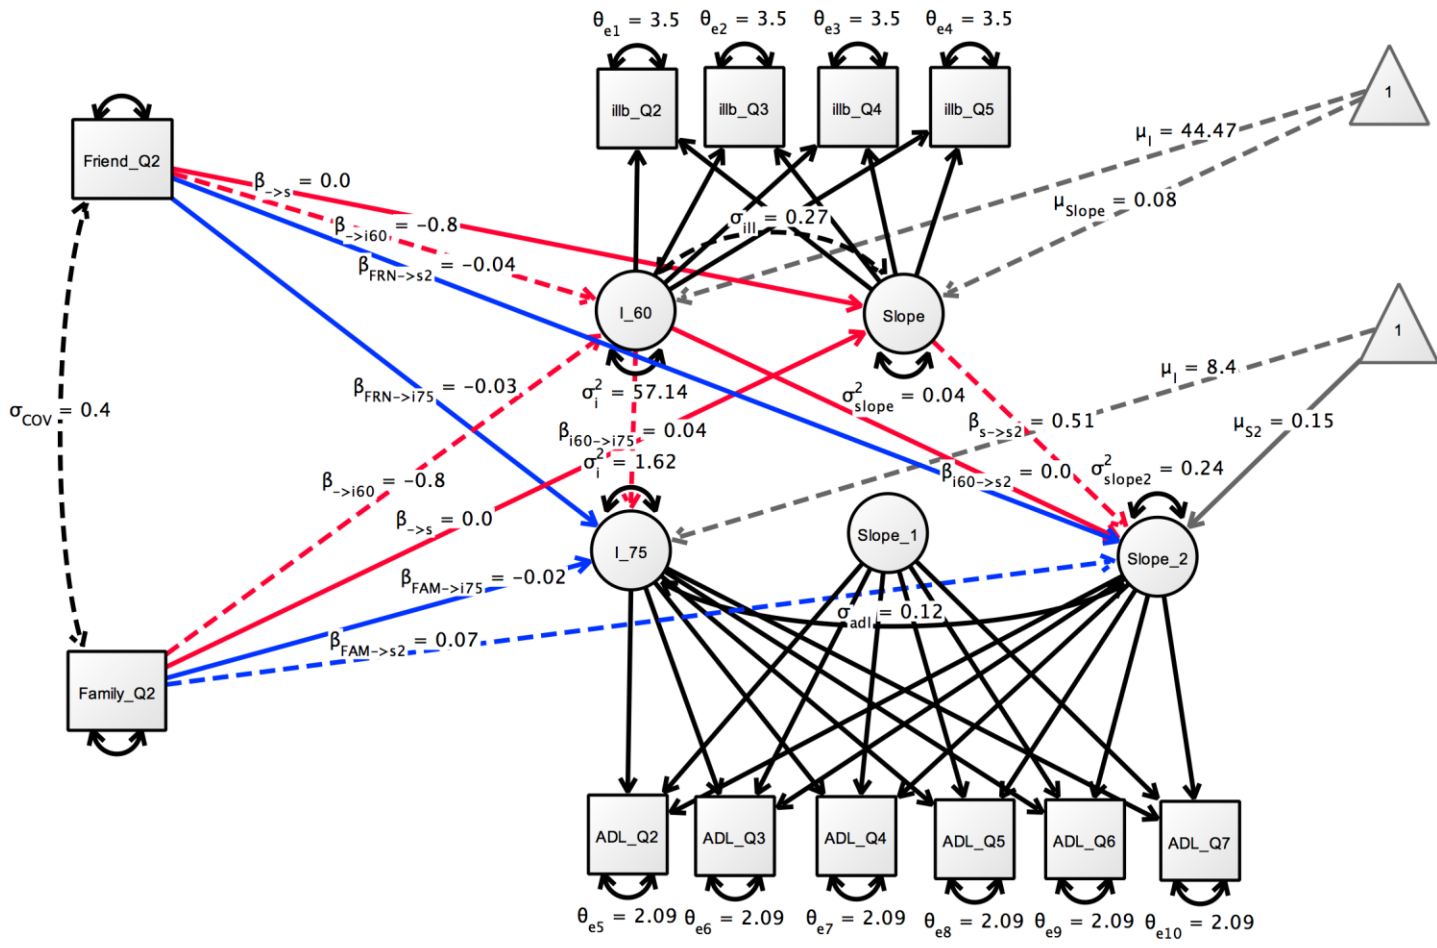 θe1 = 3.5
θe2 = 3.5
θe3 = 3.5
θe4 = 3.5
illb_Q2
illb_Q3
illb_Q4
illb_Q5
1
Friend_Q2
μI = 44.47
β->s = 0.0
μSlope = 0.08
β->i60 = -0.8
σill = 0.27
βFRN->s2 = -0.04
I_60
Slope
1
μI = 8.4
βFRN->i75 = -0.03
σ²i = 57.14
σ²slope = 0.04
σCOV = 0.4
βs->s2 = 0.51
μS2 = 0.15
βi60->i75 = 0.04
σ²i = 1.62
βi60->s2 = 0.0
σ²slope2 = 0.24
β->i60 = -0.8
β->s = 0.0
Slope_1
I_75
Slope_2
βFAM->i75 = -0.02
σadl = 0.12
βFAM->s2 = 0.07
Family_Q2
ADL_Q2
ADL_Q3
ADL_Q4
ADL_Q5
ADL_Q6
ADL_Q7
θe5 = 2.09
θe6 = 2.09
θe7 = 2.09
θe8 = 2.09
θe9 = 2.09
θe10 = 2.09